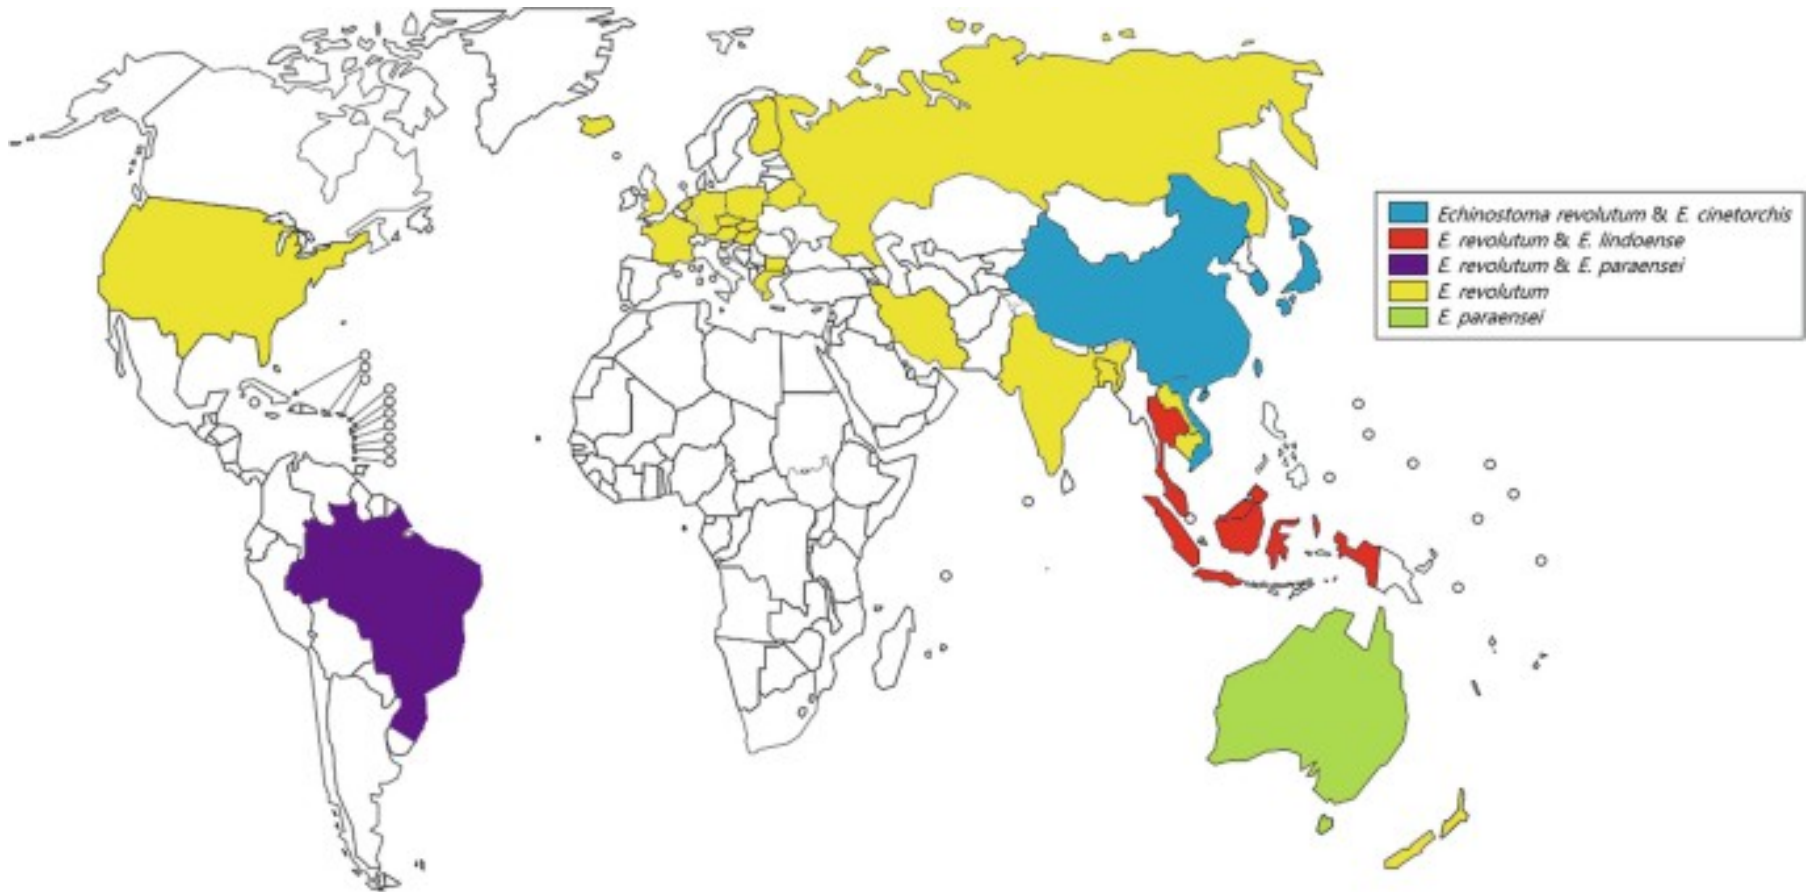 Echinostoma revolutum & E. cinetorchis
E. revolutum & E. lindoense
E. revolutum & E. paraensei
E. revolutum
E. paraensei